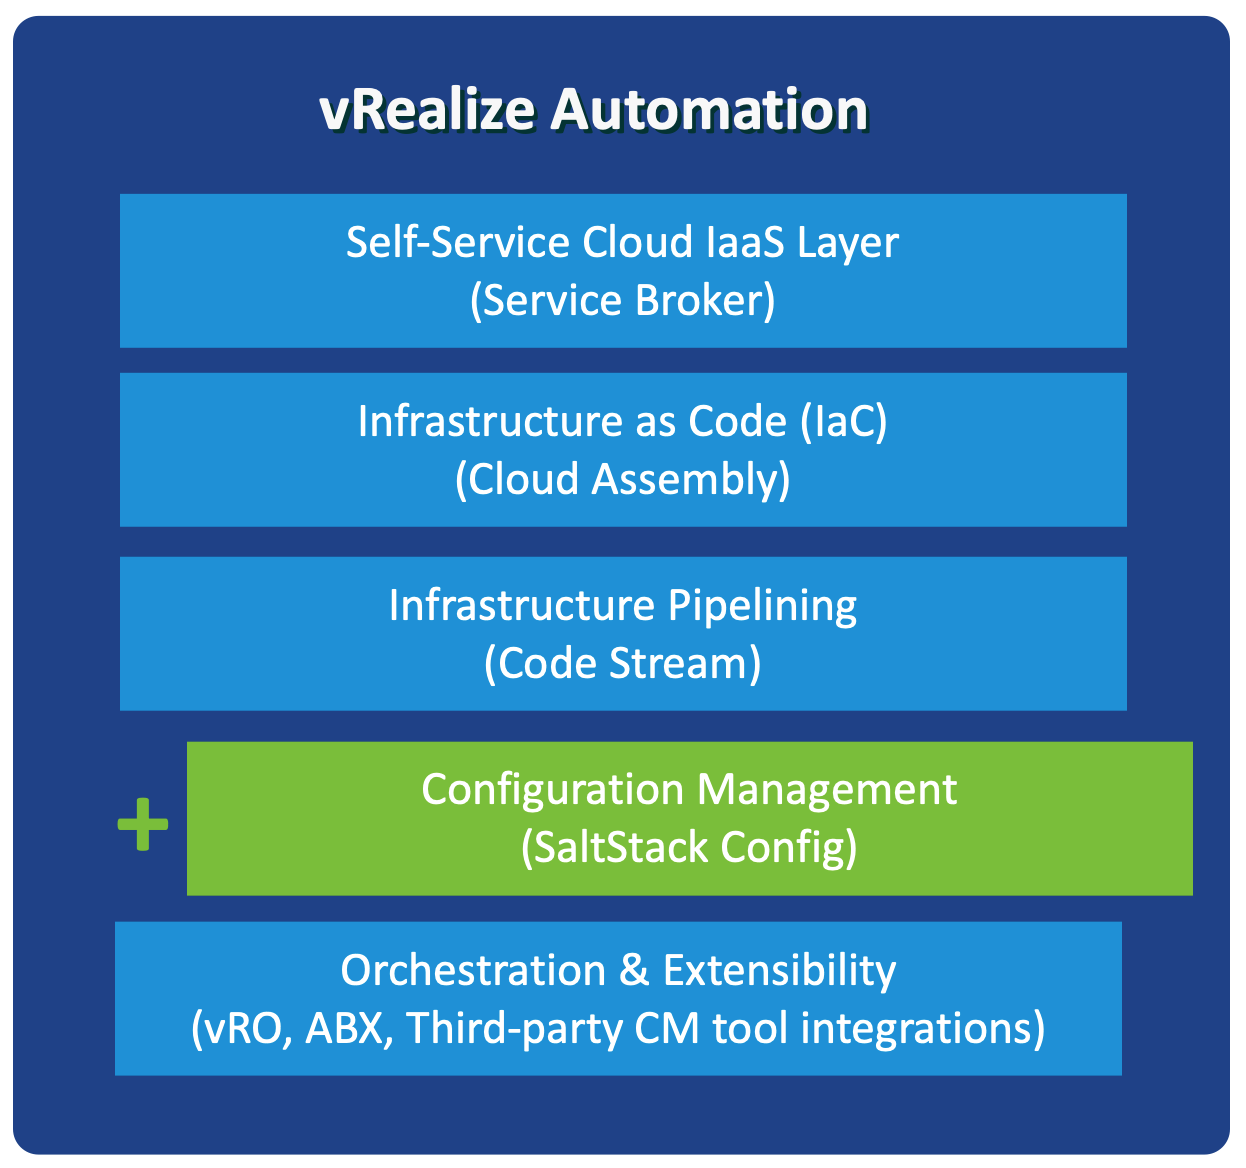 vRealize Automation
Self-Service Cloud IaaS Layer
(Service Broker)
Infrastructure as Code (IaC)
(Cloud Assembly)
Infrastructure Pipelining
(Code Stream)
+
Configuration Management
(SaltStack Config)
Orchestration & Extensibility
(vRO, ABX, Third-party CM tool integrations)